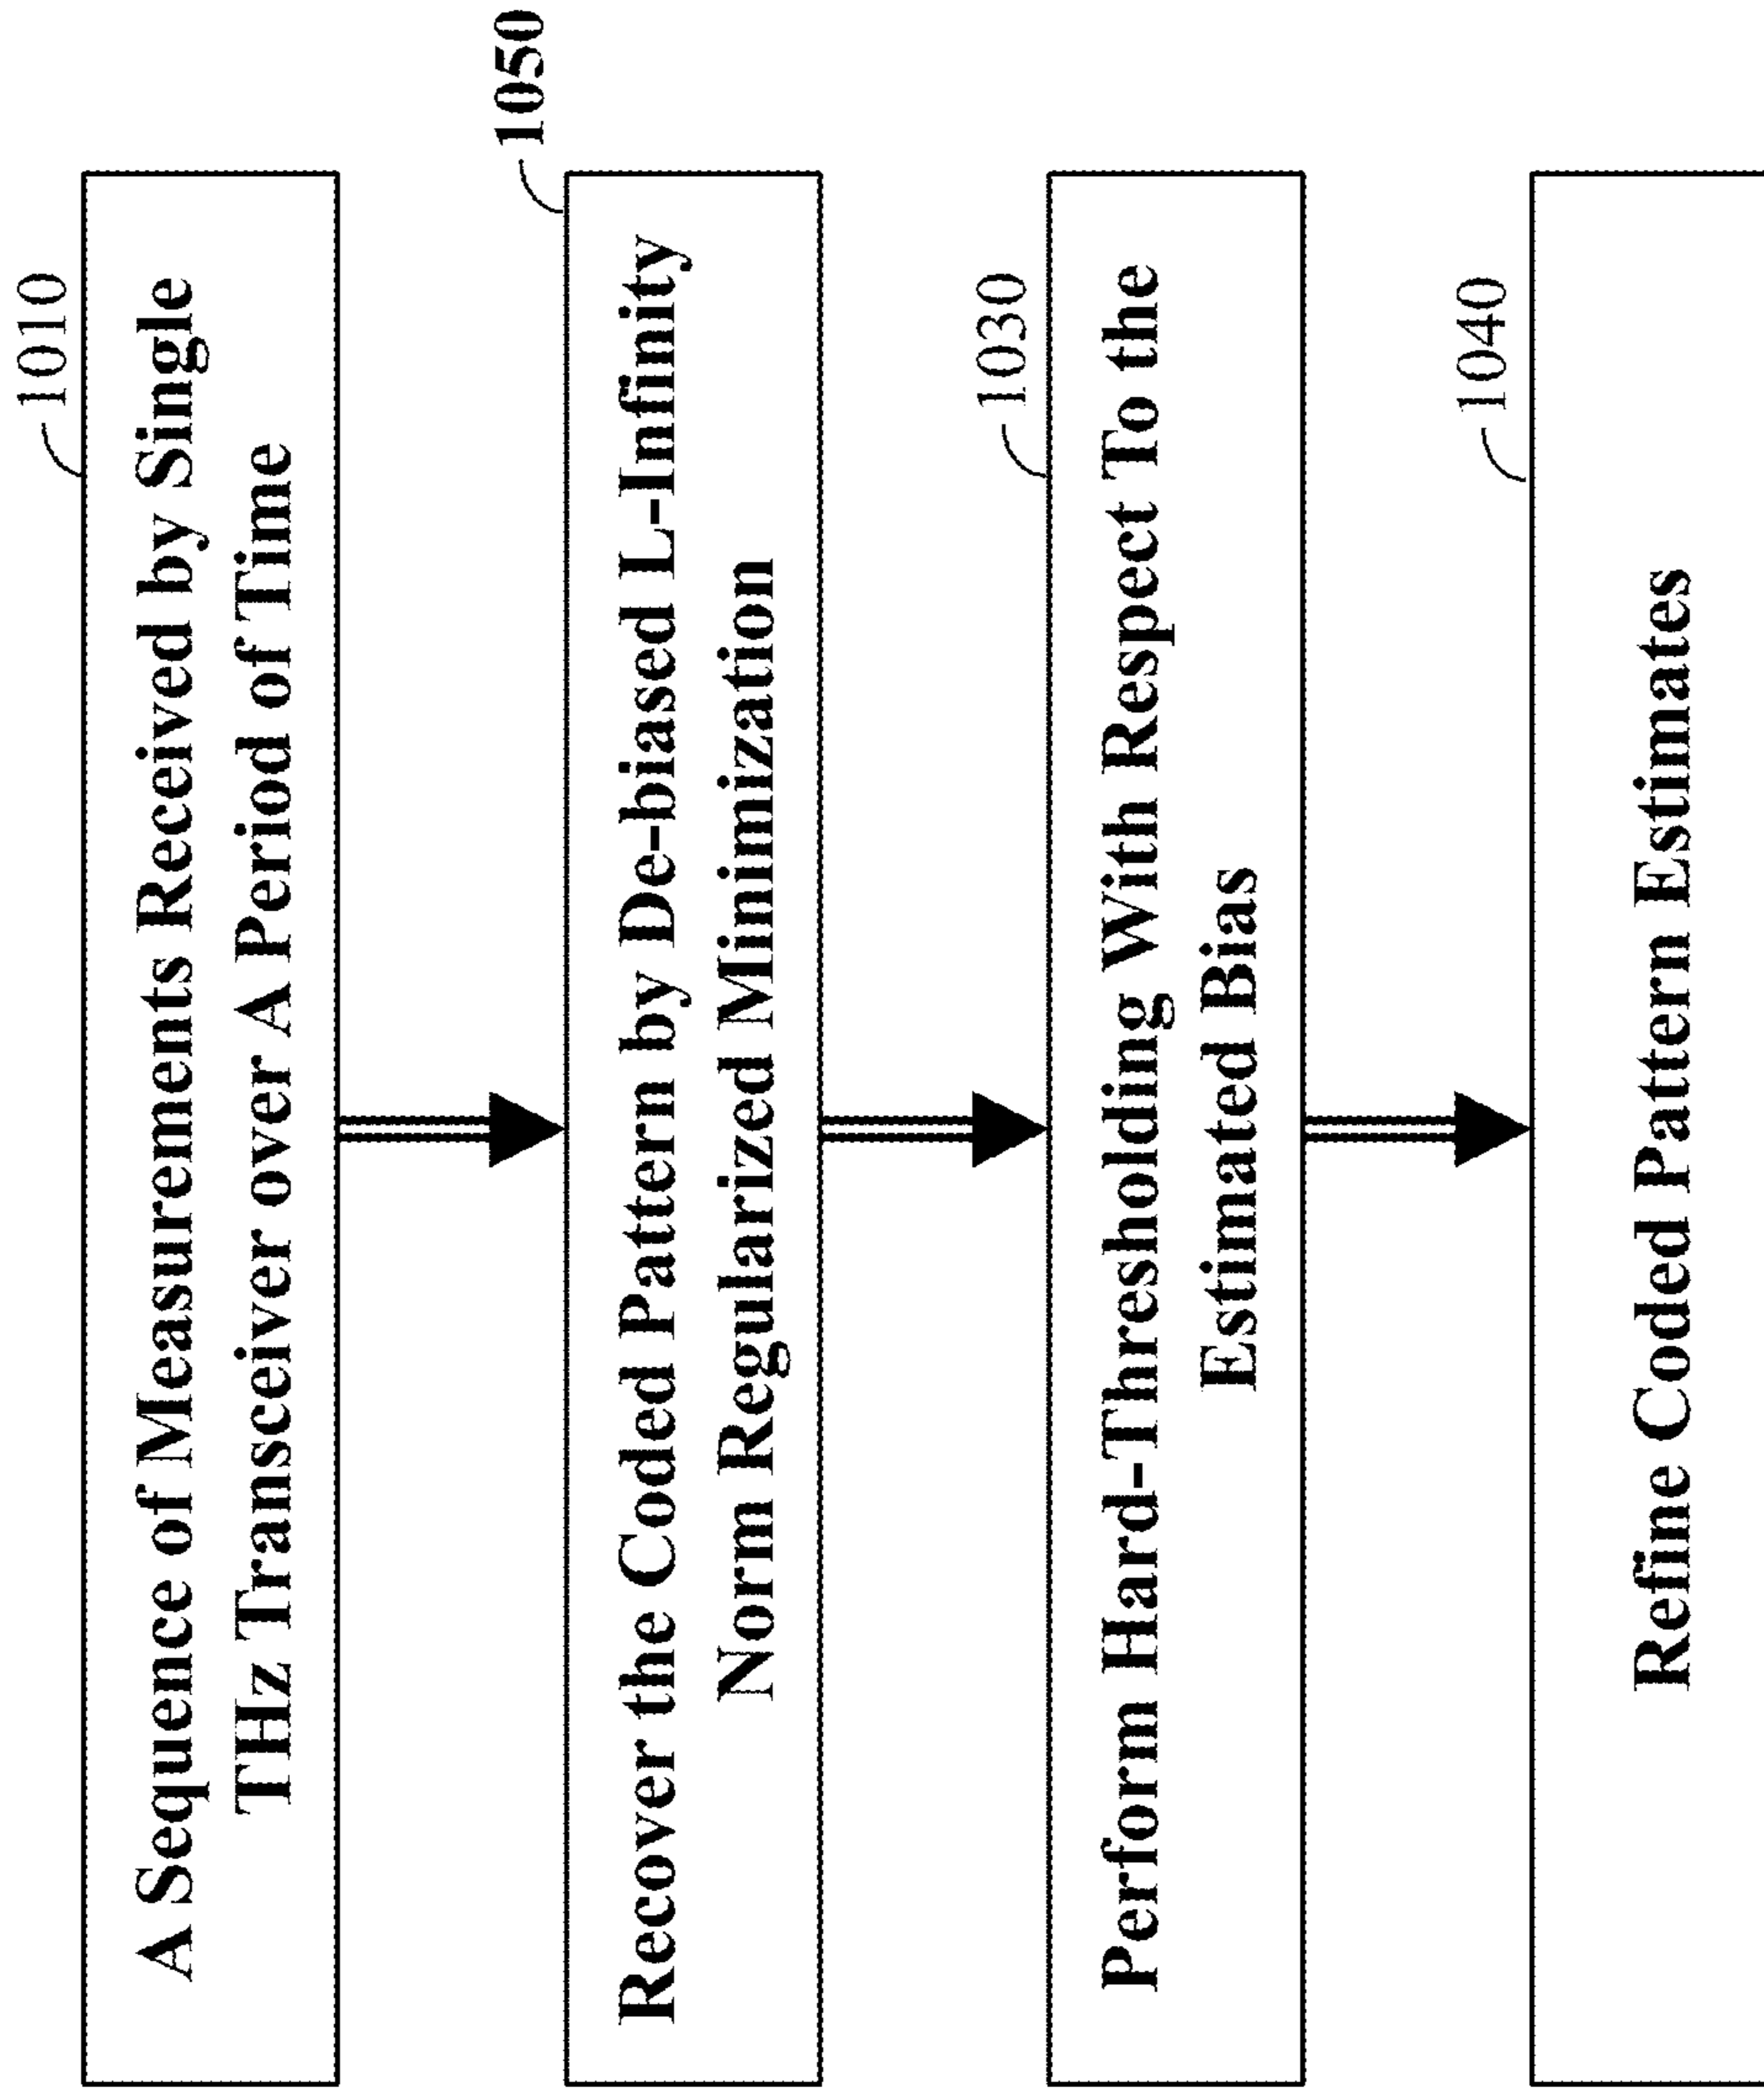 1010
A Sequence of Measurements Received by Single
THz Transceiver over A Period of Time
1050
Recover the Coded Pattern by De-biased L-Infinity
Norm Regularized Minimization
1030
Perform Hard-Thresholding With Respect To the
Estimated Bias
1040
Refine Coded Pattern Estimates